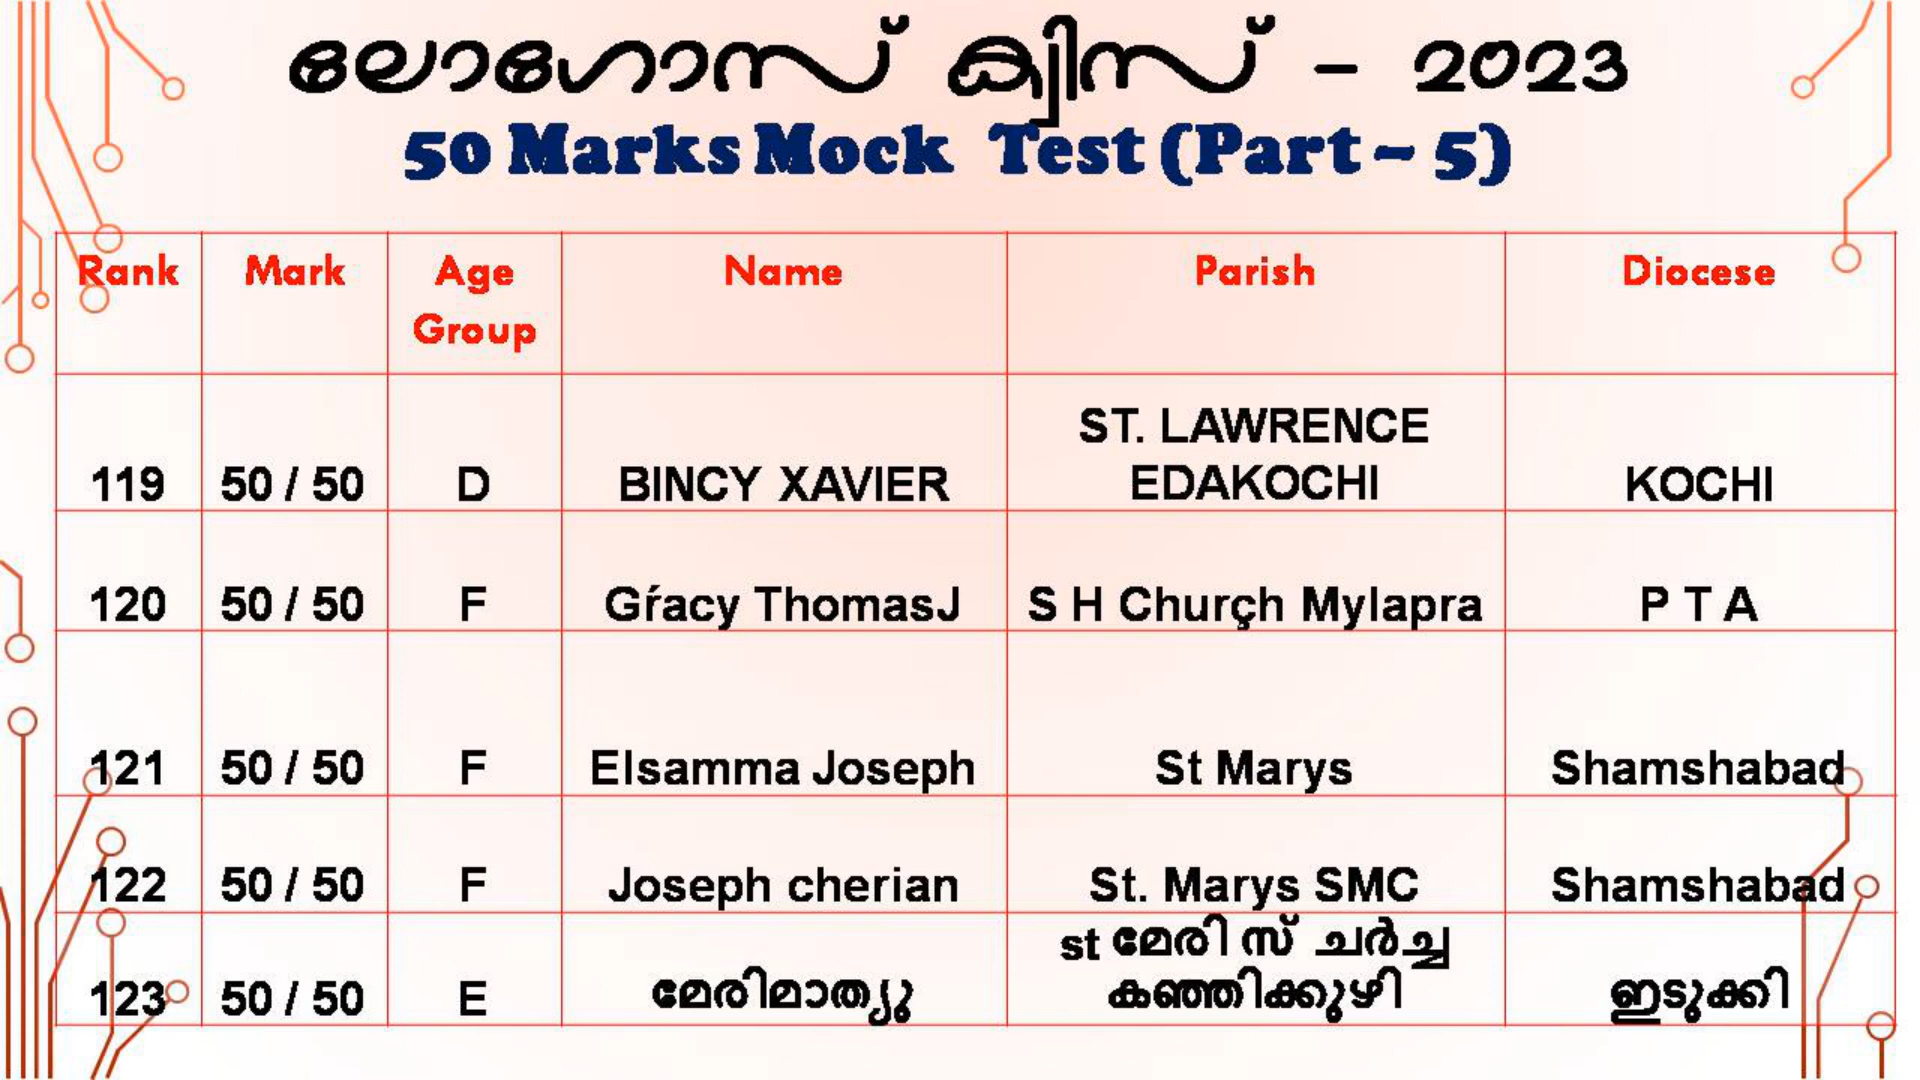 ലോഗോസ് ക്വിസ് - 2023
50 Marks Mock Test (Part - 5)
Rank Mark Age Group Name Parish Diocese
119 50 / 50 D BINCY XAVIER ST. LAWRENCE EDAKOCHI KOCHI
120 50 / 50 F Gŕacy ThomasJ S H Churçh Mylapra P T A
121 50 / 50 F Elsamma Joseph St Marys Shamshabad
122 50 / 50 F Joseph cherian St. Marys SMC Shamshabad
123 50 / 50 E മേരിമാത്യു st മേരി സ് ചർച്ച കഞ്ഞിക്കുഴി ഇടുക്കി